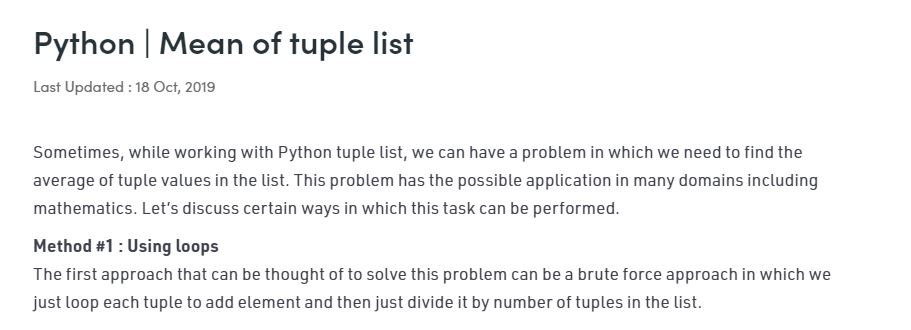 Python | Mean of tuple list
Last Updated : 18 Oct, 2019
Sometimes, while working with Python tuple list, we can have a problem in which we need to find the
average of tuple values in the list. This problem has the possible application in many domains including
mathematics. Let’s discuss certain ways in which this task can be performed.
Method #1 : Using loops
The first approach that can be thought of to solve this problem can be a brute force approach in which we
just loop each tuple to add element and then just divide it by number of tuples in the list.